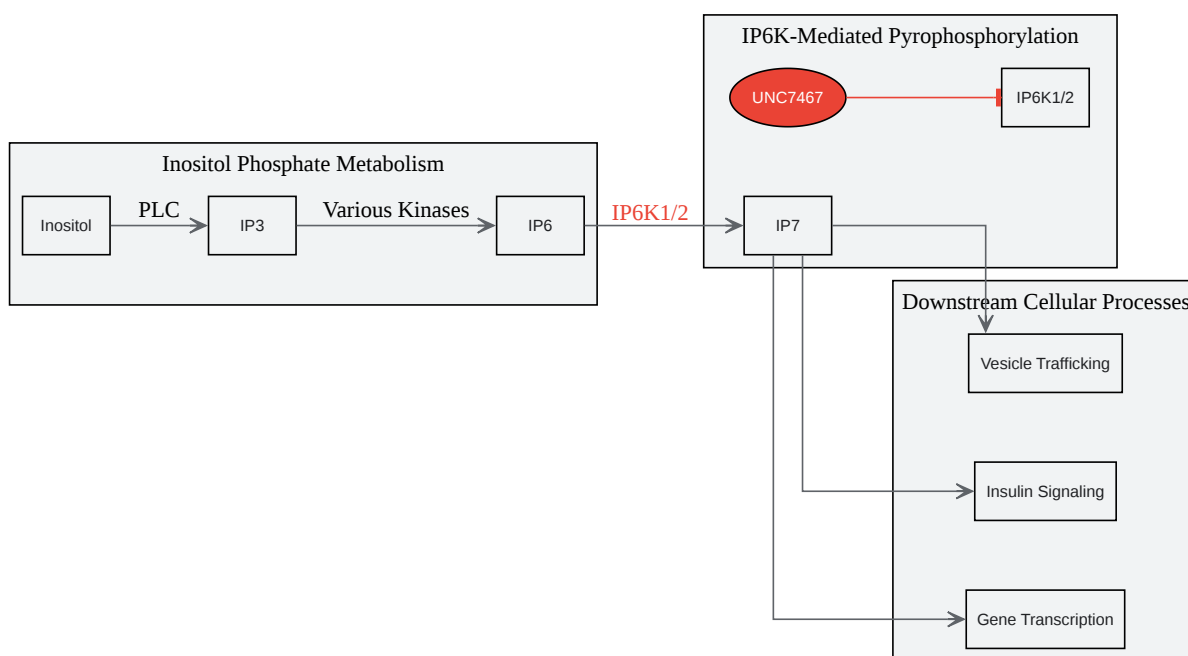 IP6K-Mediated Pyrophosphorylation
UNC7467
IP6K1/2
Inositol Phosphate Metabolism
Inositol
PLC
IP3
Various Kinases
IP6
IP6K1/2
IP7
Downstream Cellular Processes
Vesicle Trafficking
Insulin Signaling
Gene Transcription